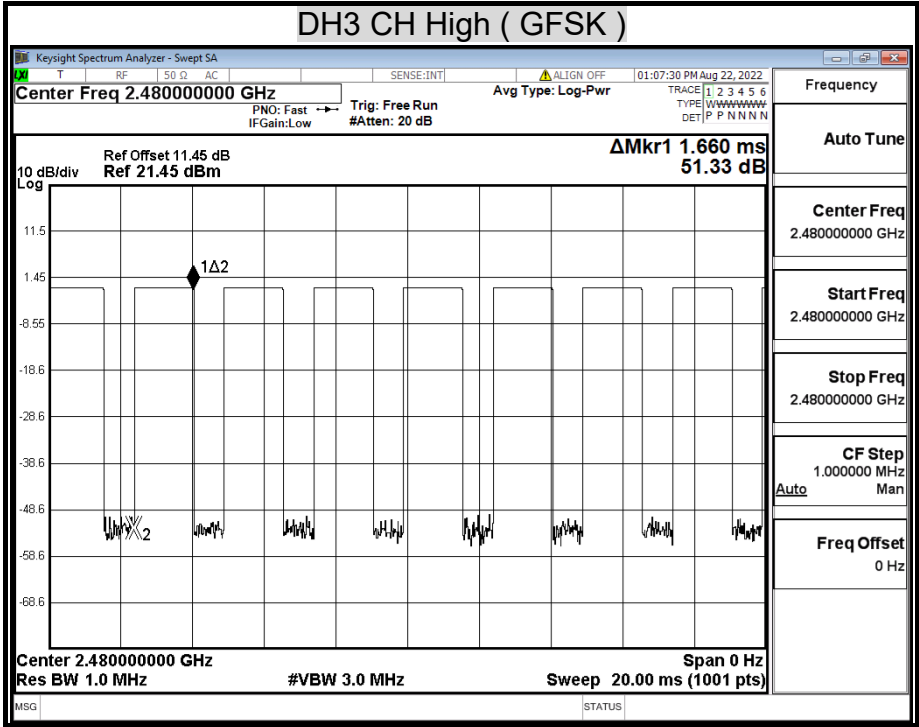 DH3 CH High ( GFSK )
Keysight Spectrum Analyzer - Swept SA
LXI T RF 50 Ω AC SENSE:INT ALIGN OFF 01:07:30 PM Aug 22, 2022
Center Freq 2.480000000 GHz
PNO: Fast
IFGain:Low
Trig: Free Run
#Atten: 20 dB
Avg Type: Log-Pwr
TRACE 1 2 3 4 5 6
TYPE WWWWWW
DET P P N N N N
ΔMkr1 1.660 ms
51.33 dB
Ref Offset 11.45 dB
10 dB/div Ref 21.45 dBm
Log
11.5
1.45
-8.55
-18.6
-28.6
-38.6
-48.6
-58.6
-68.6
1Δ2
2
Center 2.480000000 GHz Span 0 Hz
Res BW 1.0 MHz #VBW 3.0 MHz Sweep 20.00 ms (1001 pts)
MSG STATUS
Frequency
Auto Tune
Center Freq
2.480000000 GHz
Start Freq
2.480000000 GHz
Stop Freq
2.480000000 GHz
CF Step
1.000000 MHz
Auto Man
Freq Offset
0 Hz